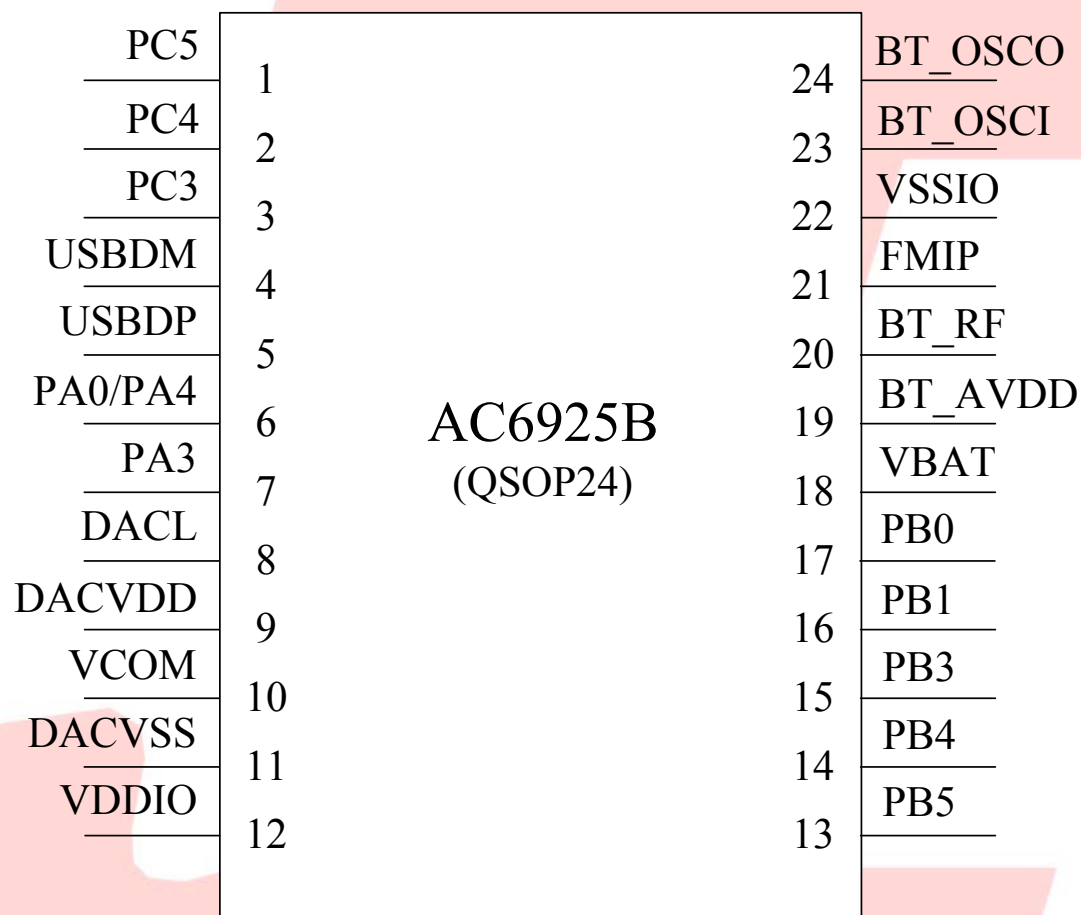 PC5 1 24 BT_OSCO
PC4 2 23 BT_OSCI
PC3 3 22 VSSIO
USBDM 4 21 FMIP
USBDP 5 20 BT_RF
PA0/PA4 6 19 BT_AVDD
AC6925B
(QSOP24)
PA3 7 18 VBAT
DACL 8 17 PB0
DACVDD 9 16 PB1
VCOM 10 15 PB3
DACVSS 11 14 PB4
VDDIO 12 13 PB5